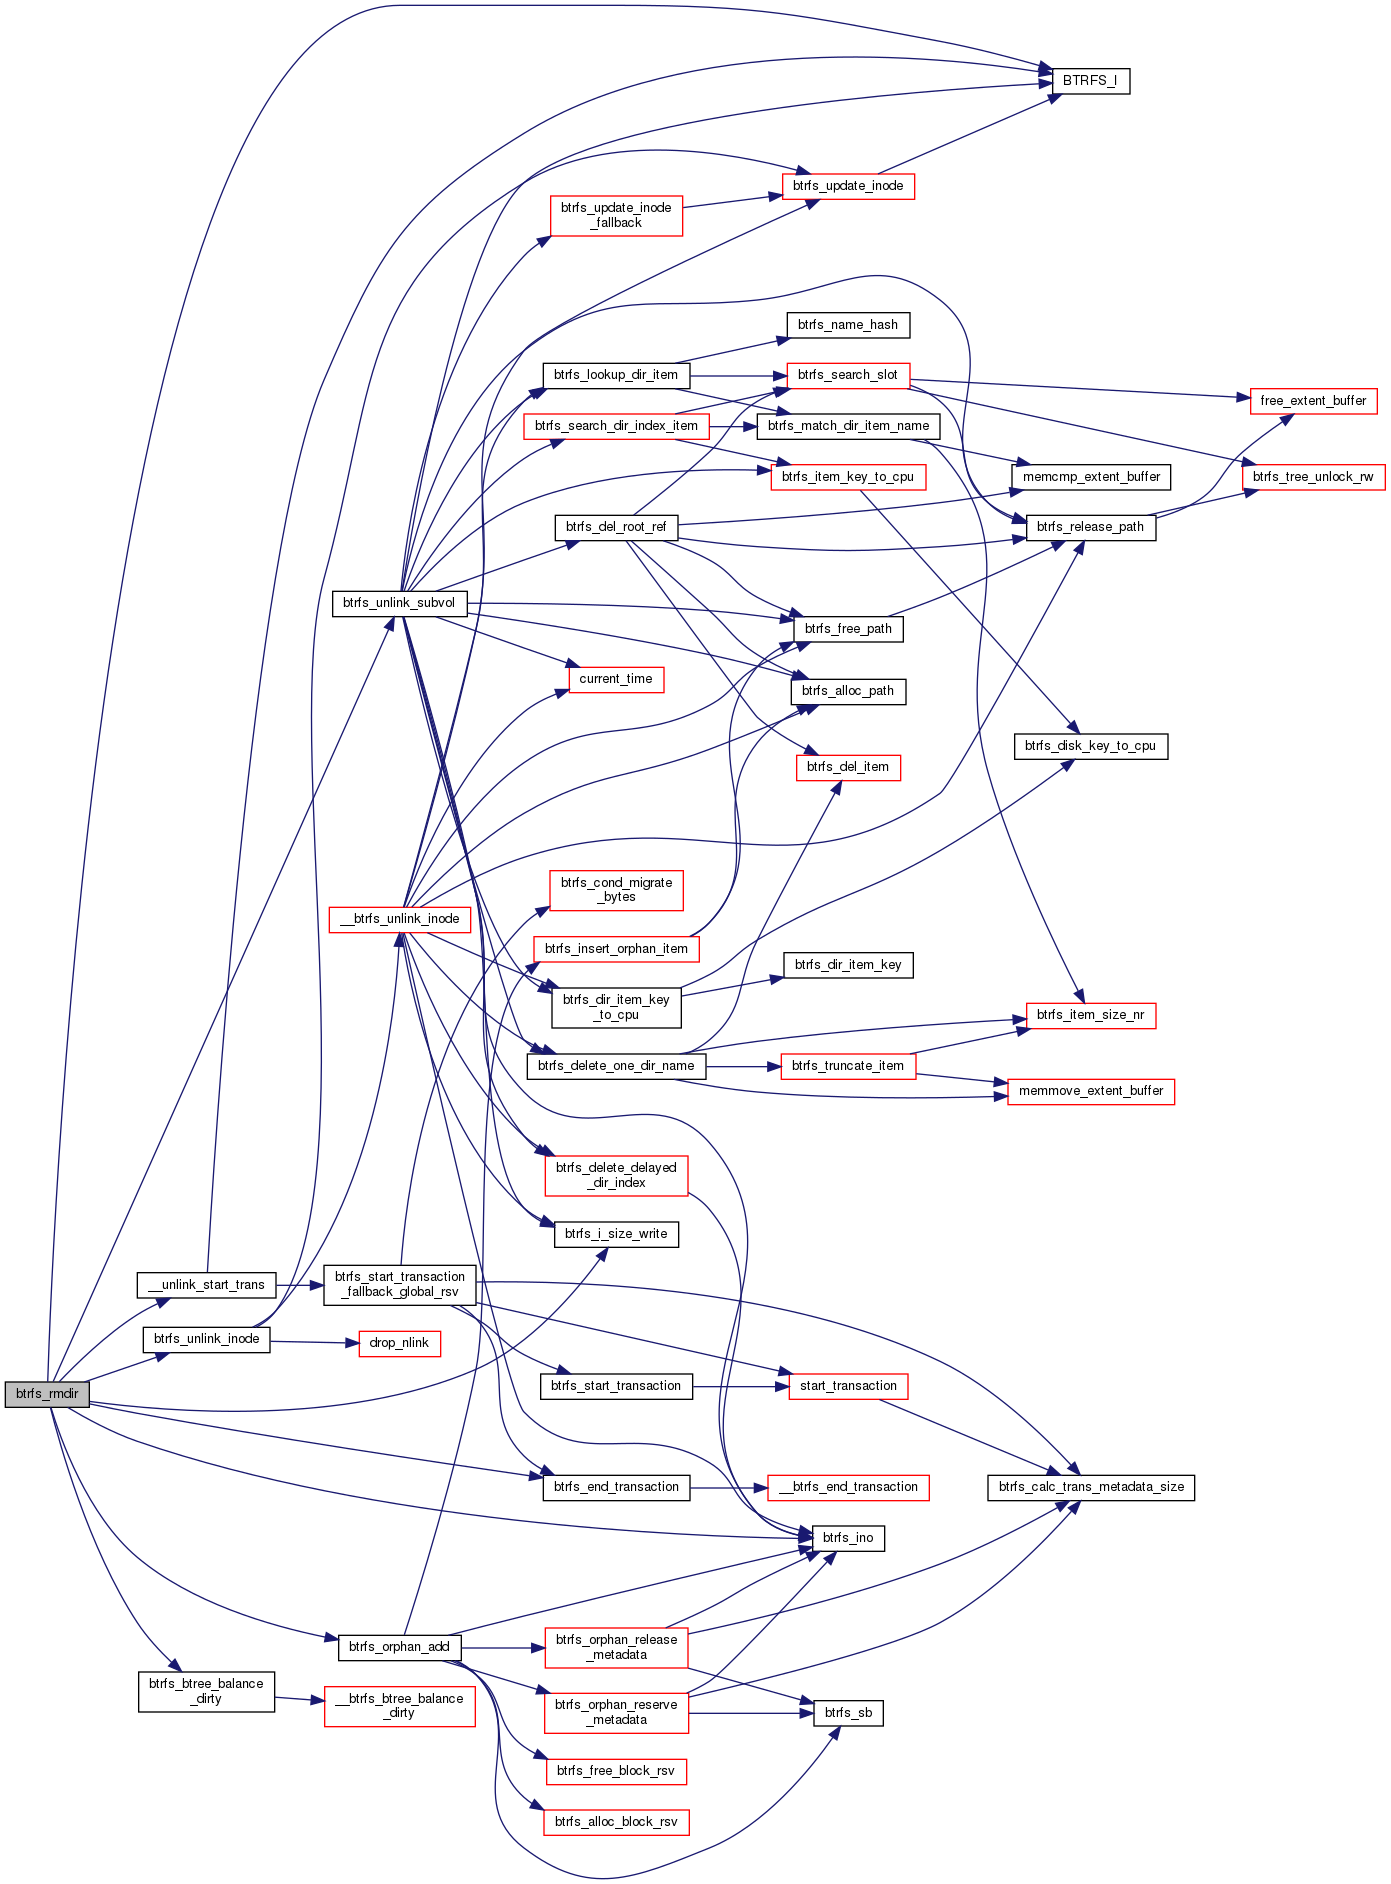 BTRFS_I
btrfs_update_inode
btrfs_update_inode
_fallback
btrfs_name_hash
btrfs_lookup_dir_item
btrfs_search_slot
free_extent_buffer
btrfs_search_dir_index_item
btrfs_match_dir_item_name
btrfs_item_key_to_cpu
memcmp_extent_buffer
btrfs_tree_unlock_rw
btrfs_del_root_ref
btrfs_release_path
btrfs_unlink_subvol
btrfs_free_path
current_time
btrfs_alloc_path
btrfs_disk_key_to_cpu
btrfs_del_item
btrfs_cond_migrate
_bytes
__btrfs_unlink_inode
btrfs_insert_orphan_item
btrfs_dir_item_key
btrfs_dir_item_key
_to_cpu
btrfs_item_size_nr
btrfs_delete_one_dir_name
btrfs_truncate_item
memmove_extent_buffer
btrfs_delete_delayed
_dir_index
btrfs_i_size_write
__unlink_start_trans
btrfs_start_transaction
_fallback_global_rsv
btrfs_unlink_inode
drop_nlink
btrfs_rmdir
btrfs_start_transaction
start_transaction
btrfs_end_transaction
__btrfs_end_transaction
btrfs_calc_trans_metadata_size
btrfs_ino
btrfs_orphan_add
btrfs_orphan_release
_metadata
btrfs_btree_balance
_dirty
__btrfs_btree_balance
_dirty
btrfs_orphan_reserve
_metadata
btrfs_sb
btrfs_free_block_rsv
btrfs_alloc_block_rsv